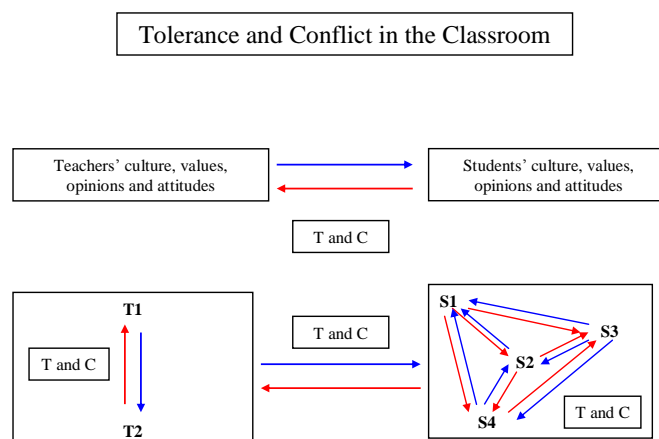 Tolerance and Conflict in the Classroom
Teachers' culture, values,
opinions and attitudes
Students' culture, values,
opinions and attitudes
T and C
T1
T and C
T2
T and C
S1
S3
S2
S4
T and C